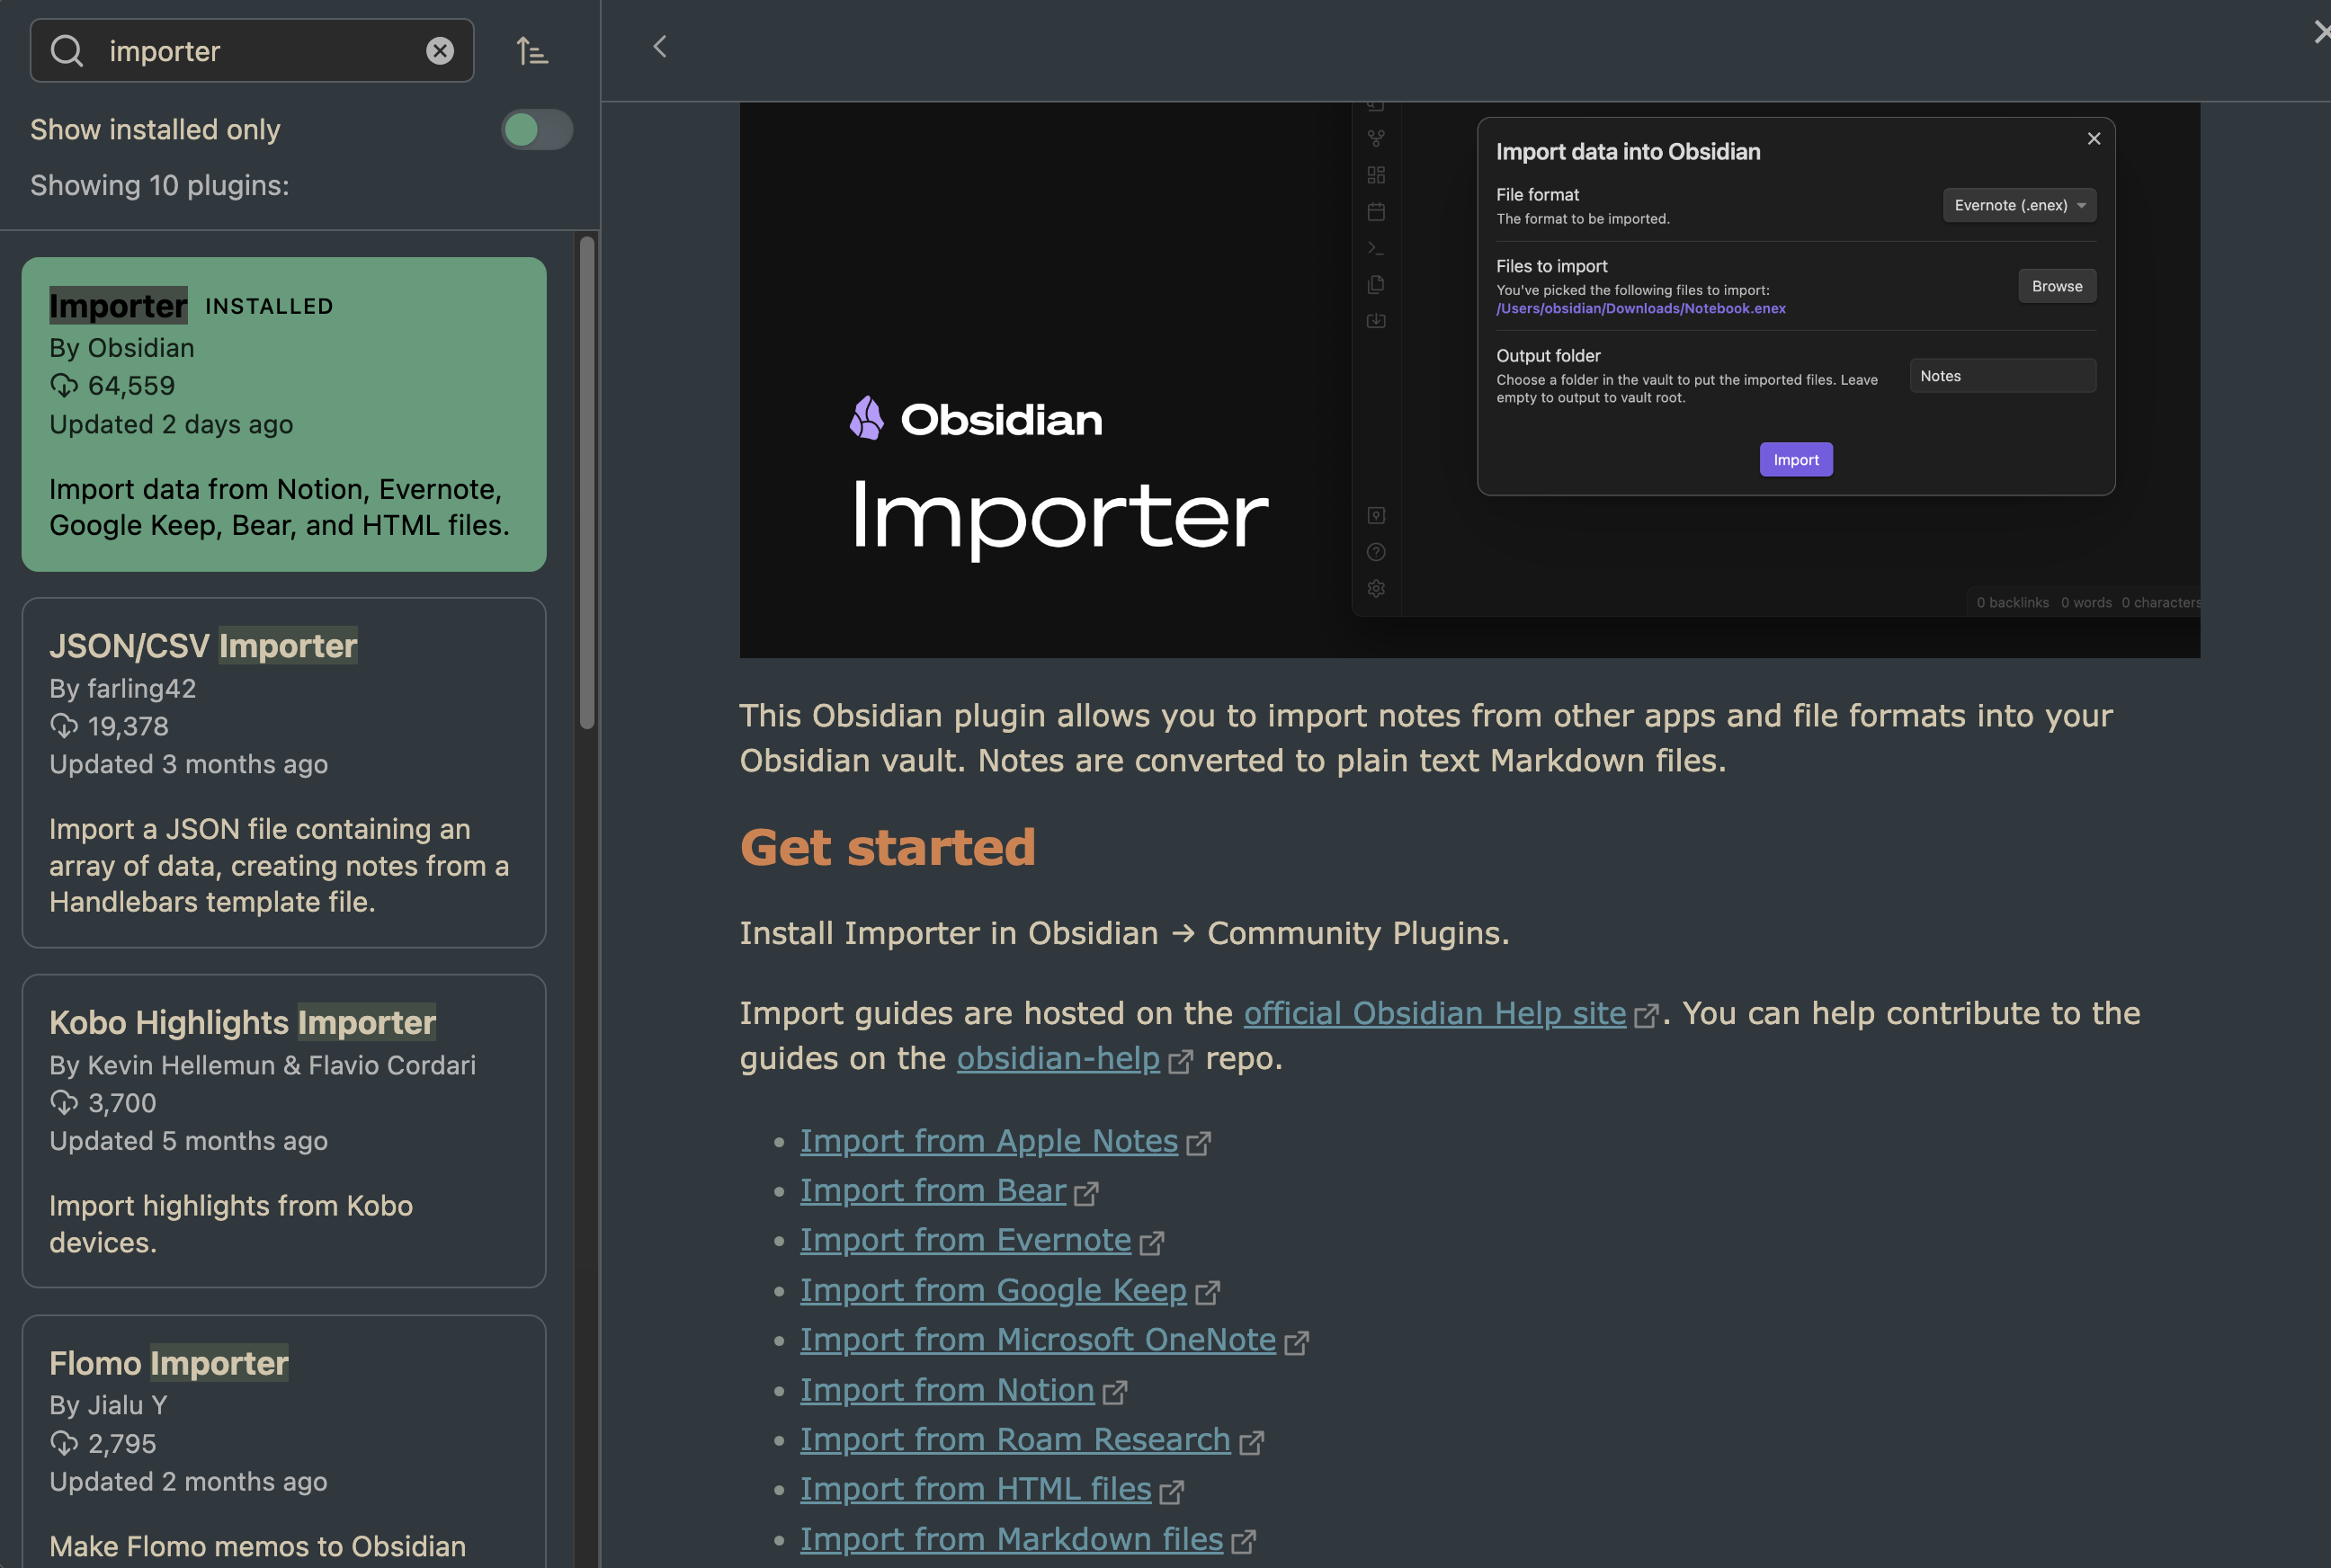 importer
Show installed only
Showing 10 plugins:
Importer INSTALLED
By Obsidian
64,559
Updated 2 days ago
Import data from Notion, Evernote,
Google Keep, Bear, and HTML files.
JSON/CSV Importer
By farling42
19,378
Updated 3 months ago
Import a JSON file containing an
array of data, creating notes from a
Handlebars template file.
Kobo Highlights Importer
By Kevin Hellemun & Flavio Cordari
3,700
Updated 5 months ago
Import highlights from Kobo
devices.
Flomo Importer
By Jialu Y
2,795
Updated 2 months ago
Make Flomo memos to Obsidian
Obsidian
Importer
Import data into Obsidian
File format
The format to be imported.
Evernote (.enex)
Files to import
You've picked the following files to import:
/Users/obsidian/Downloads/Notebook.enex
Browse
Output folder
Choose a folder in the vault to put the imported files. Leave
empty to output to vault root.
Notes
Import
0 backlinks 0 words 0 characters
This Obsidian plugin allows you to import notes from other apps and file formats into your
Obsidian vault. Notes are converted to plain text Markdown files.
Get started
Install Importer in Obsidian → Community Plugins.
Import guides are hosted on the official Obsidian Help site. You can help contribute to the
guides on the obsidian-help repo.
• Import from Apple Notes
• Import from Bear
• Import from Evernote
• Import from Google Keep
• Import from Microsoft OneNote
• Import from Notion
• Import from Roam Research
• Import from HTML files
• Import from Markdown files